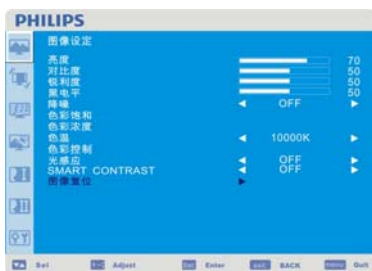 PHILIPS
图像设定
亮度 70
对比度 50
锐利度 50
黑电平 50
降噪 OFF
色彩饱和
色彩浓度
色温 10000K
色彩控制
光感应 OFF
SMART CONTRAST OFF
图像复位
Sel Adjust Enter BACK Quit